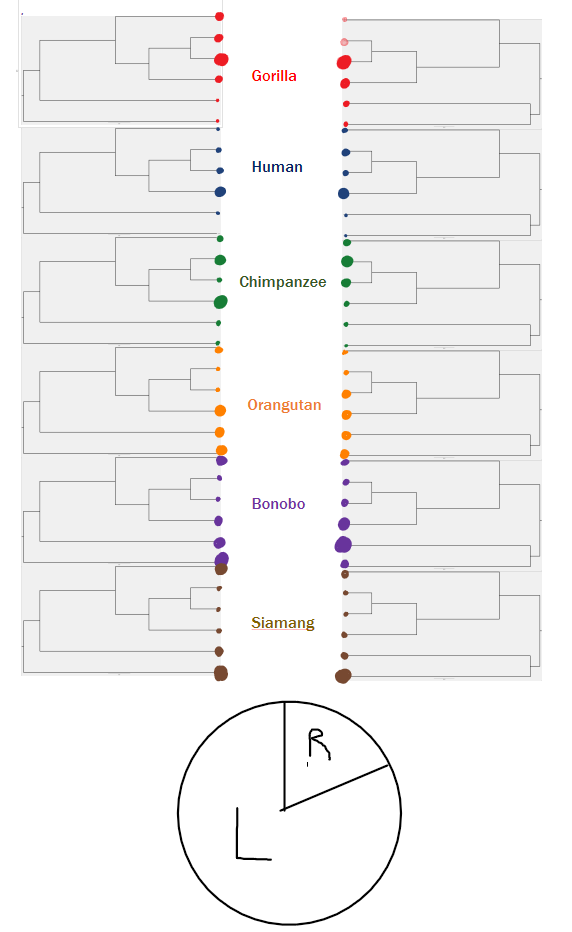 Gorilla
Human
Chimpanzee
Orangutan
Bonobo
Siamang
R
L